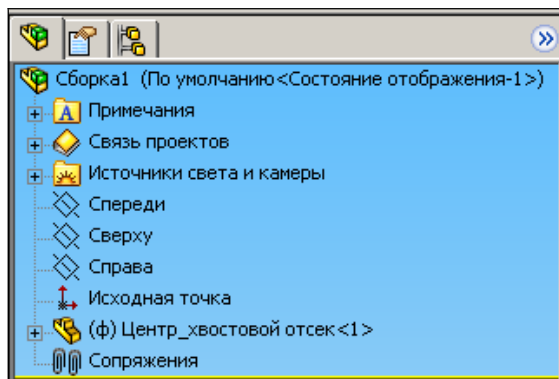 Сборка1 (По умолчанию<Состояние отображения-1>)
Примечания
Связь проектов
Источники света и камеры
Спереди
Сверху
Справа
Исходная точка
(ф) Центр_хвостовой отсек<1>
Сопряжения